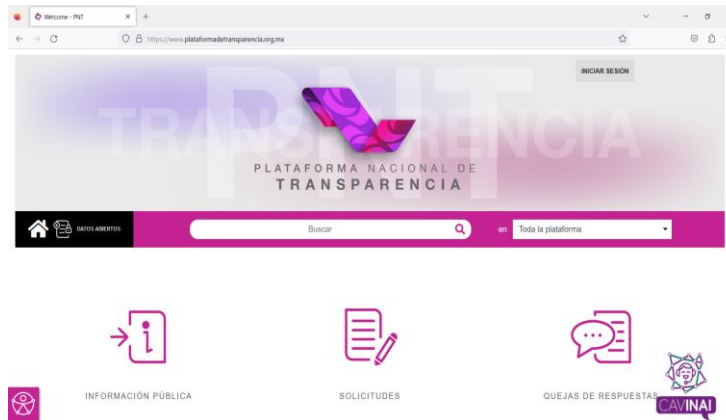 Welcome - PNT
https://www.plataformadetransparencia.org.mx
PNT
TRANSPARENCIA
INICIAR SESIÓN
PLATAFORMA NACIONAL DE
TRANSPARENCIA
DATOS ABIERTOS
Buscar
en
Toda la plataforma
INFORMACIÓN PÚBLICA
SOLICITUDES
QUEJAS DE RESPUESTAS
CAVINAI